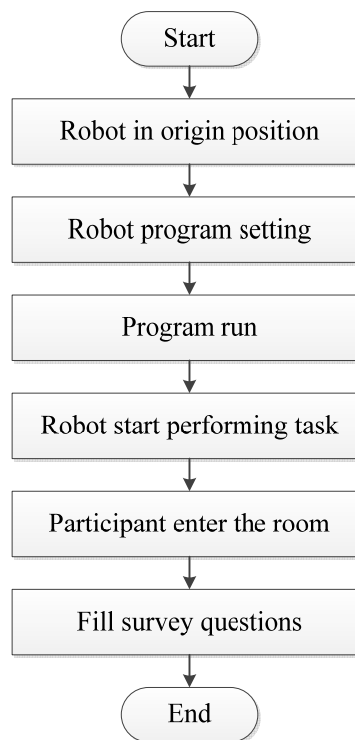 Start
Robot in origin position
Robot program setting
Program run
Robot start performing task
Participant enter the room
Fill survey questions
End